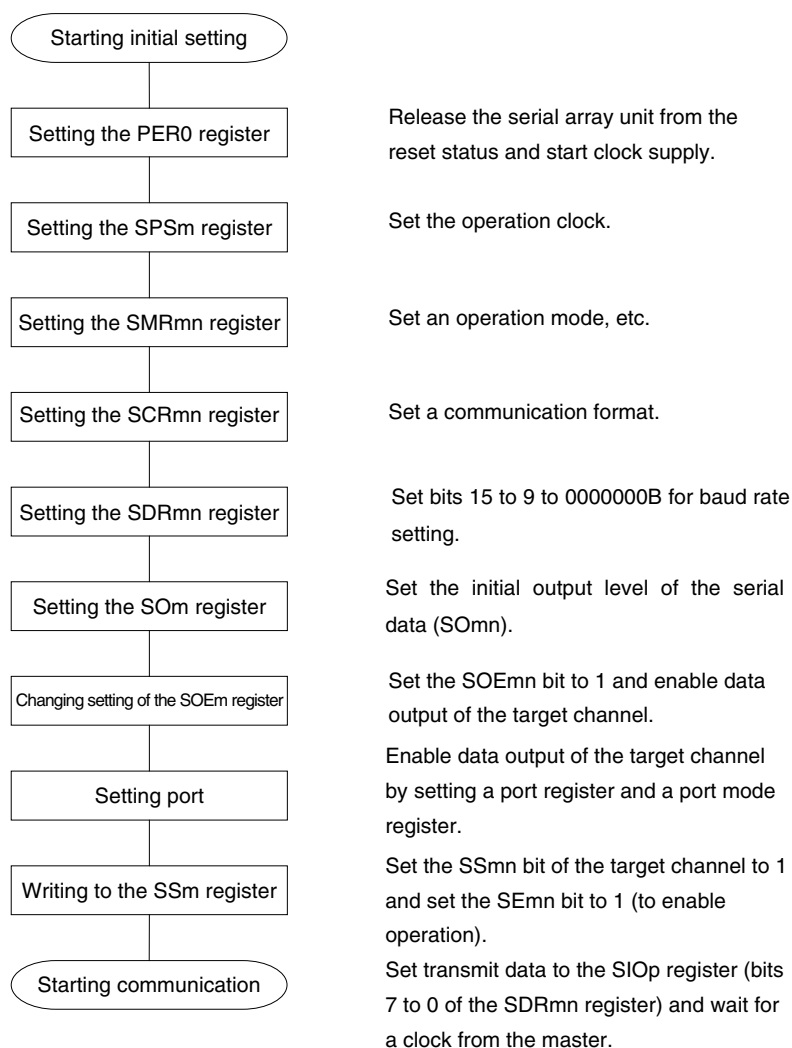 Starting initial setting
Setting the PER0 register
Release the serial array unit from the
reset status and start clock supply.
Setting the SPSm register
Set the operation clock.
Setting the SMRmn register
Set an operation mode, etc.
Setting the SCRmn register
Set a communication format.
Setting the SDRmn register
Set bits 15 to 9 to 0000000B for baud rate
setting.
Setting the SOm register
Set the initial output level of the serial
data (SOmn).
Changing setting of the SOEm register
Set the SOEmn bit to 1 and enable data
output of the target channel.
Setting port
Enable data output of the target channel
by setting a port register and a port mode
register.
Writing to the SSm register
Set the SSmn bit of the target channel to 1
and set the SEmn bit to 1 (to enable
operation).
Starting communication
Set transmit data to the SIOp register (bits
7 to 0 of the SDRmn register) and wait for
a clock from the master.